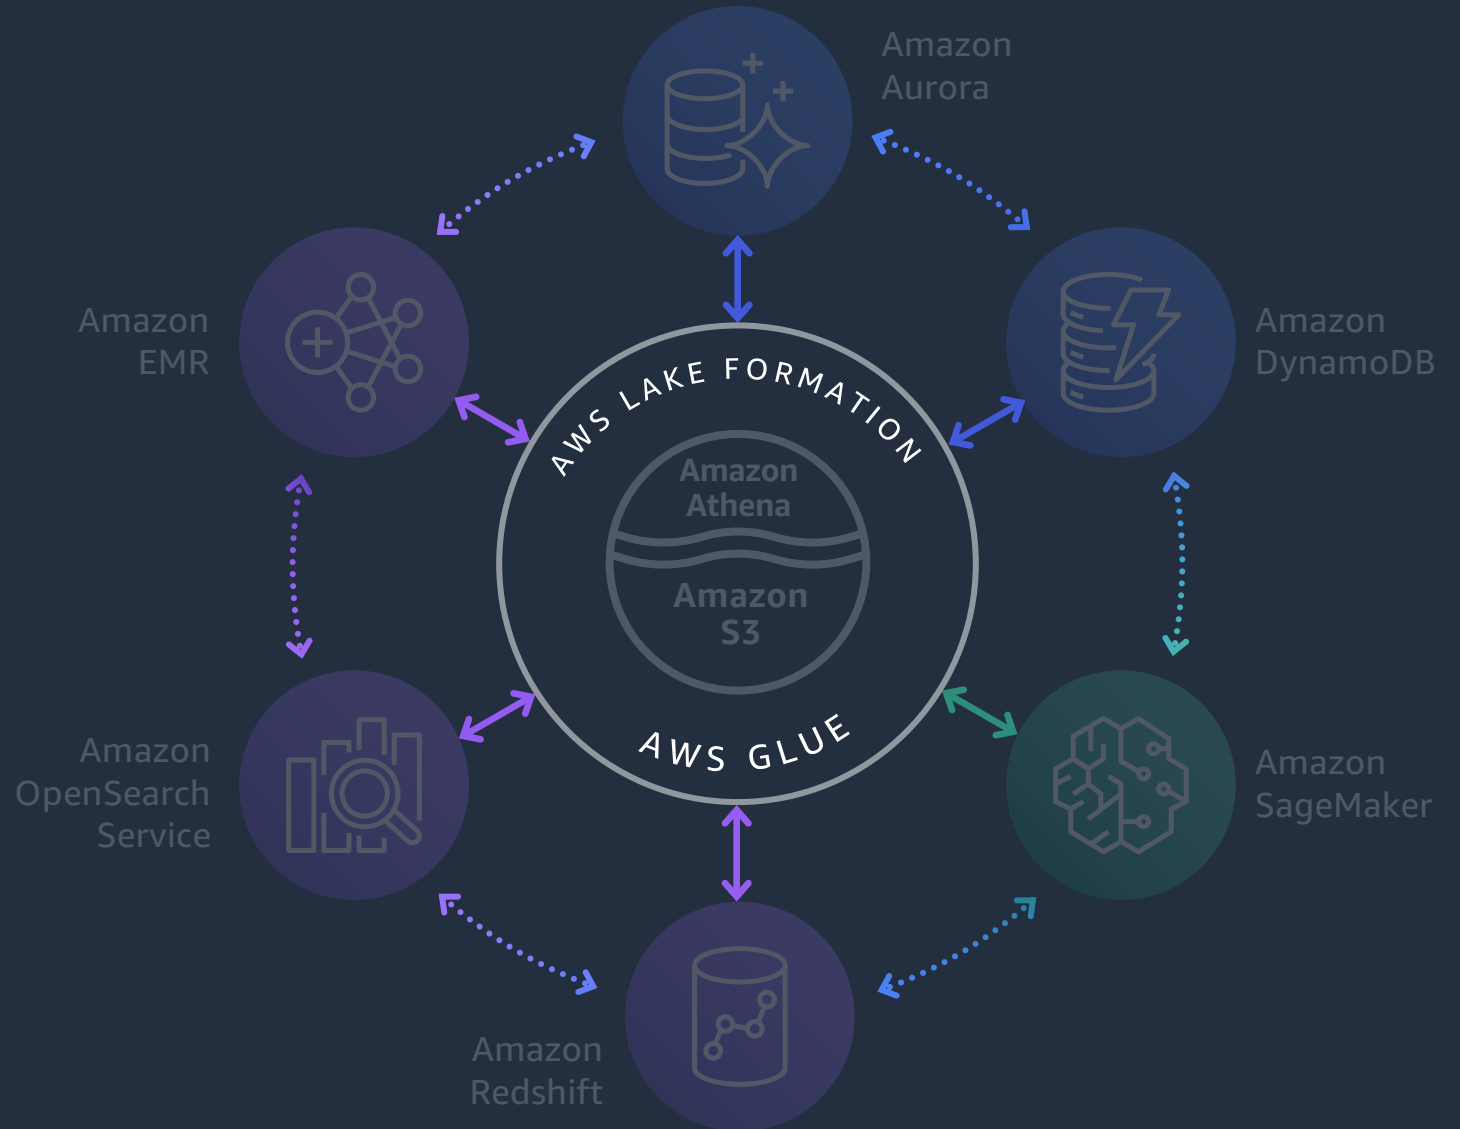 Amazon
Aurora
Amazon
EMR
Amazon
DynamoDB
AWS LAKE FORMATION
Amazon
Athena
Amazon
S3
AWS GLUE
Amazon
OpenSearch
Service
Amazon
SageMaker
Amazon
Redshift